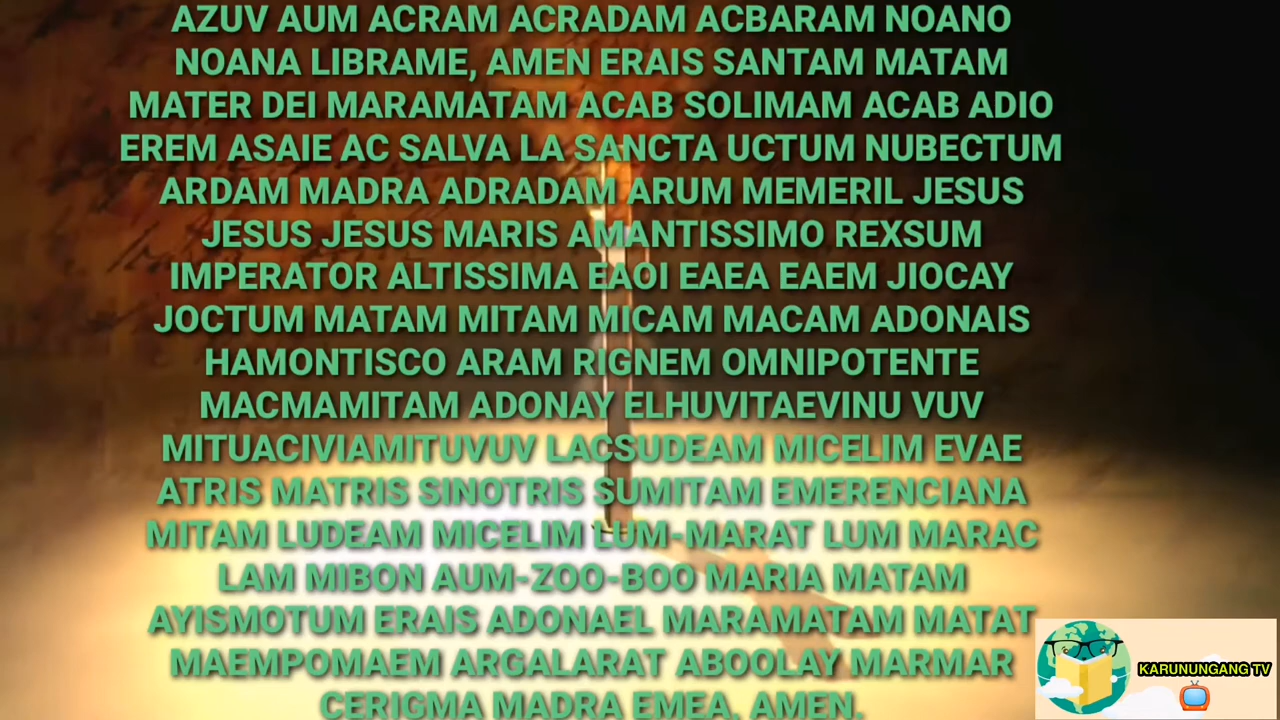 AZUV AUM ACRAM ACRADAM ACBARAM NOANO
NOANA LIBRAME, AMEN ERAIS SANTAM MATAM
MATER DEI MARAMATAM ACAB SOLIMAM ACAB ADIO
EREM ASAIE AC SALVA LA SANCTA UCTUM NUBECTUM
ARDAM MADRA ADRADAM ARUM MEMERIL JESUS
JESUS JESUS MARIS AMANTISSIMO REXSUM
IMPERATOR ALTISSIMA EAOI EAEA EAEM JIOCAY
JOCTUM MATAM MITAM MICAM MACAM ADONAIS
HAMONTISCO ARAM RIGNEM OMNIPOTENTE
MACMAMITAM ADONAY ELHUVITAEVINU VUV
MITUACIVIAMITUVUV LACSUDEAM MICELIM EVAE
ATRIS MATRIS SINOTRIS SUMITAM EMERENCIANA
MITAM LUDEAM MICELIM LUM-MARAT LUM MARAC
LAM MIBON AUM-ZOO-BOO MARIA MATAM
AYISMOTUM ERAIS ADONAEL MARAMATAM MATAT
MAEMPOMAEM ARGALARAT ABOOLAY MARMAR
CERIGMA MADRA EMEA. AMEN.
KARUNUNGANG TV